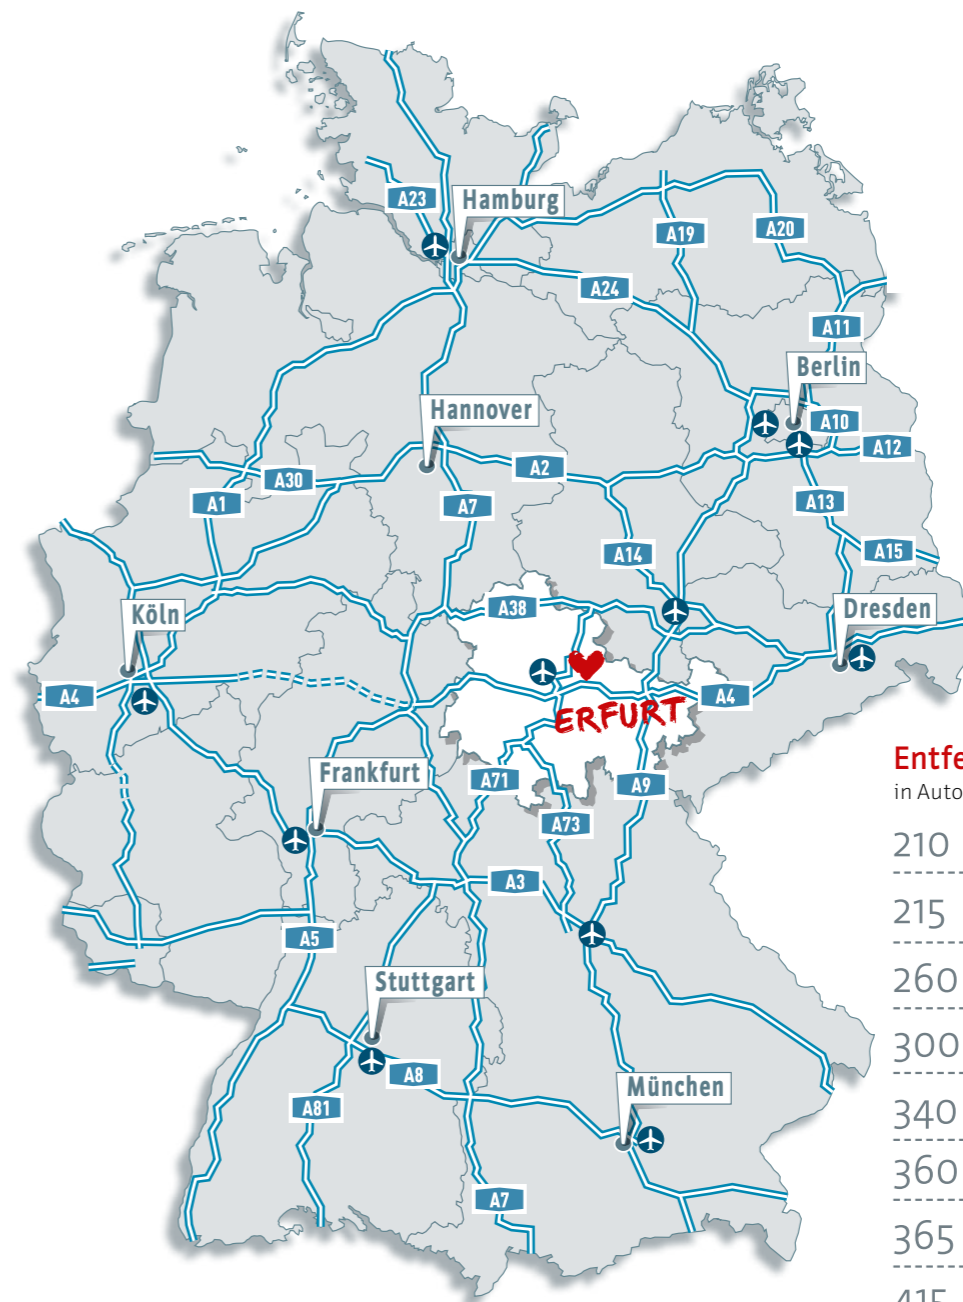 A23
Hamburg
A19
A20
A24
A11
Berlin
Hannover
A10
A12
A2
A30
A1
A7
A13
A14
A15
A38
Köln
Dresden
A4
A4
ERFURT
Frankfurt
A71
A9
A73
Entfe
in Auto
210
A3
215
A5
260
Stuttgart
300
A8
München
A81
340
360
A7
365
415